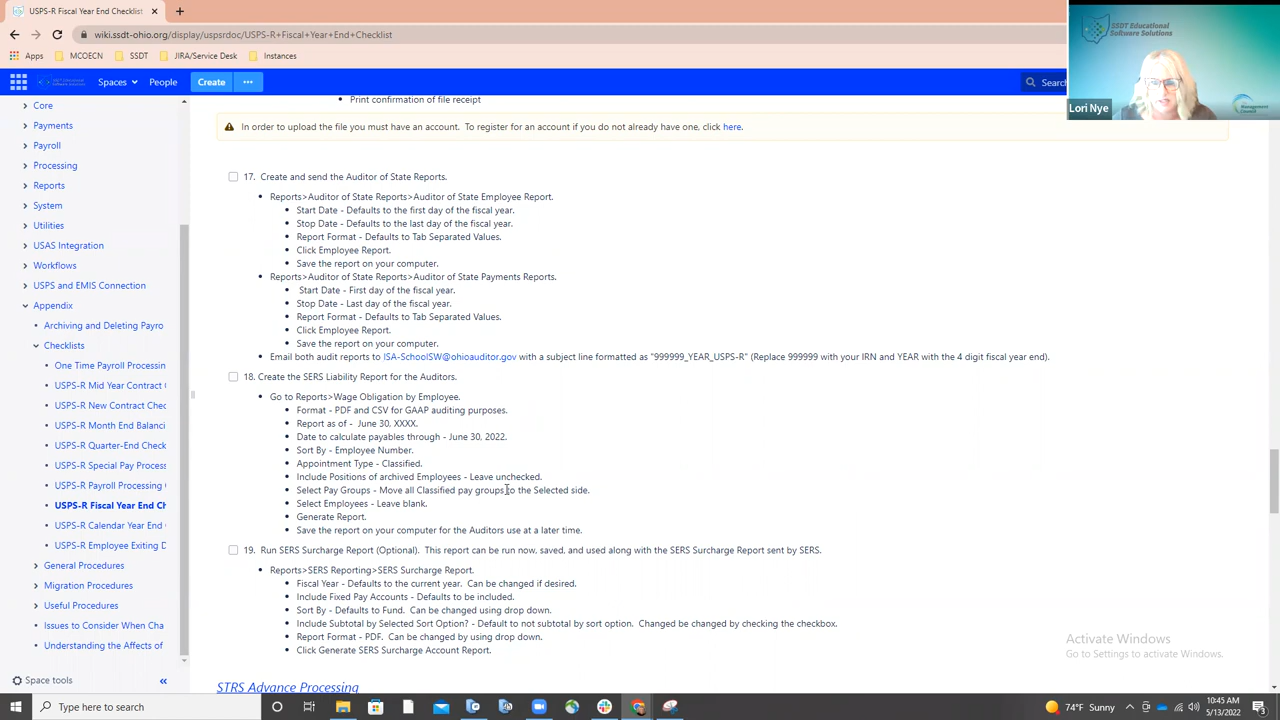 USPS-R Fiscal Year End Checklist
wiki.ssdt-ohio.org/display/uspsrdoc/USPS-R+Fiscal+Year+End+Checklist
Apps
MCOECN
SSDT
JIRA/Service Desk
Instances
SSDT Educational
Software Solutions
Management
Council
Lori Nye
Spaces
People
Create
Search
Core
Payments
Payroll
Processing
Reports
System
Utilities
USAS Integration
Workflows
USPS and EMIS Connection
Appendix
Archiving and Deleting Payro
Checklists
One Time Payroll Processin
USPS-R Mid Year Contract
USPS-R New Contract Chec
USPS-R Month End Balanci
USPS-R Quarter-End Check
USPS-R Special Pay Process
USPS-R Payroll Processing
USPS-R Fiscal Year End Ch
USPS-R Calendar Year End
USPS-R Employee Exiting D
General Procedures
Migration Procedures
Useful Procedures
Issues to Consider When Cha
Understanding the Affects of
Space tools
Print confirmation of file receipt
In order to upload the file you must have an account. To register for an account if you do not already have one, click here.
17. Create and send the Auditor of State Reports.
Reports>Auditor of State Reports>Auditor of State Employee Report.
Start Date - Defaults to the first day of the fiscal year.
Stop Date - Defaults to the last day of the fiscal year.
Report Format - Defaults to Tab Separated Values.
Click Employee Report.
Save the report on your computer.
Reports>Auditor of State Reports>Auditor of State Payments Reports.
Start Date - First day of the fiscal year.
Stop Date - Last day of the fiscal year.
Report Format - Defaults to Tab Separated Values.
Click Employee Report.
Save the report on your computer.
Email both audit reports to ISA-SchoolSW@ohioauditor.gov with a subject line formatted as "999999_YEAR_USPS-R" (Replace 999999 with your IRN and YEAR with the 4 digit fiscal year end).
18. Create the SERS Liability Report for the Auditors.
Go to Reports>Wage Obligation by Employee.
Format - PDF and CSV for GAAP auditing purposes.
Report as of - June 30, XXXX.
Date to calculate payables through - June 30, 2022.
Sort By - Employee Number.
Appointment Type - Classified.
Include Positions of archived Employees - Leave unchecked.
Select Pay Groups - Move all Classified pay groups to the Selected side.
Select Employees - Leave blank.
Generate Report.
Save the report on your computer for the Auditors use at a later time.
19. Run SERS Surcharge Report (Optional). This report can be run now, saved, and used along with the SERS Surcharge Report sent by SERS.
Reports>SERS Reporting>SERS Surcharge Report.
Fiscal Year - Defaults to the current year. Can be changed if desired.
Include Fixed Pay Accounts - Defaults to be included.
Sort By - Defaults to Fund. Can be changed using drop down.
Include Subtotal by Selected Sort Option? - Default to not subtotal by sort option. Changed be changed by checking the checkbox.
Report Format - PDF. Can be changed by using drop down.
Click Generate SERS Surcharge Account Report.
STRS Advance Processing
Activate Windows
Go to Settings to activate Windows.
Type here to search
74°F Sunny
10:45 AM
5/13/2022
3